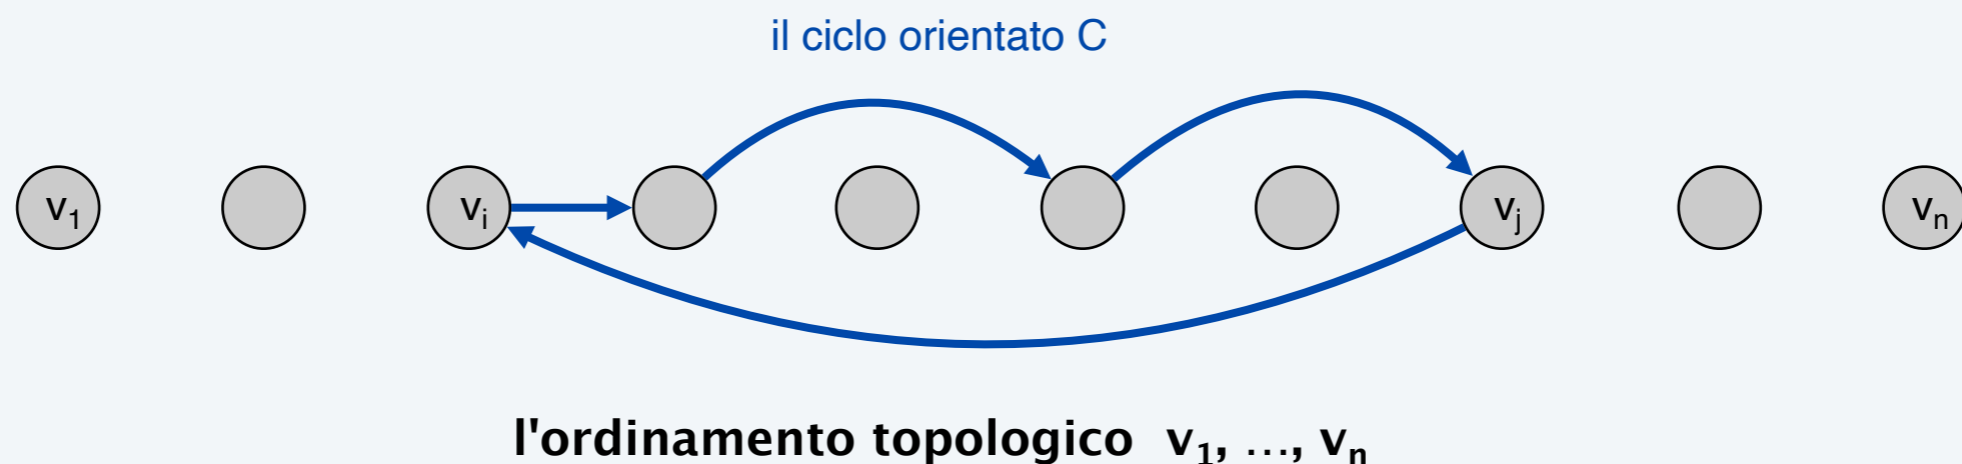 il ciclo orientato C
v₁ vᵢ vⱼ vₙ
l'ordinamento topologico v₁, …, vₙ